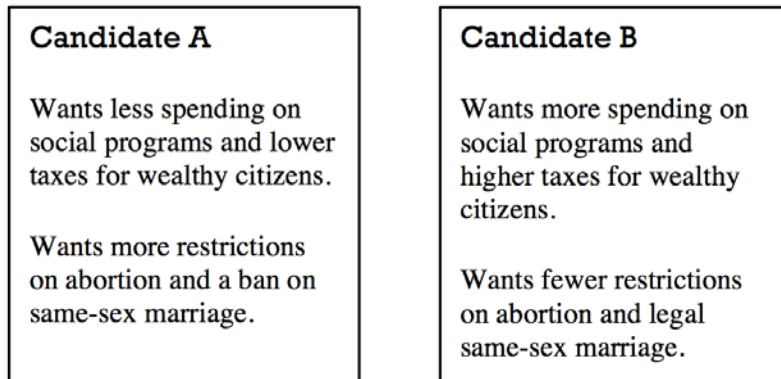 Candidate A
Wants less spending on
social programs and lower
taxes for wealthy citizens.
Wants more restrictions
on abortion and a ban on
same-sex marriage.
Candidate B
Wants more spending on
social programs and
higher taxes for wealthy
citizens.
Wants fewer restrictions
on abortion and legal
same-sex marriage.